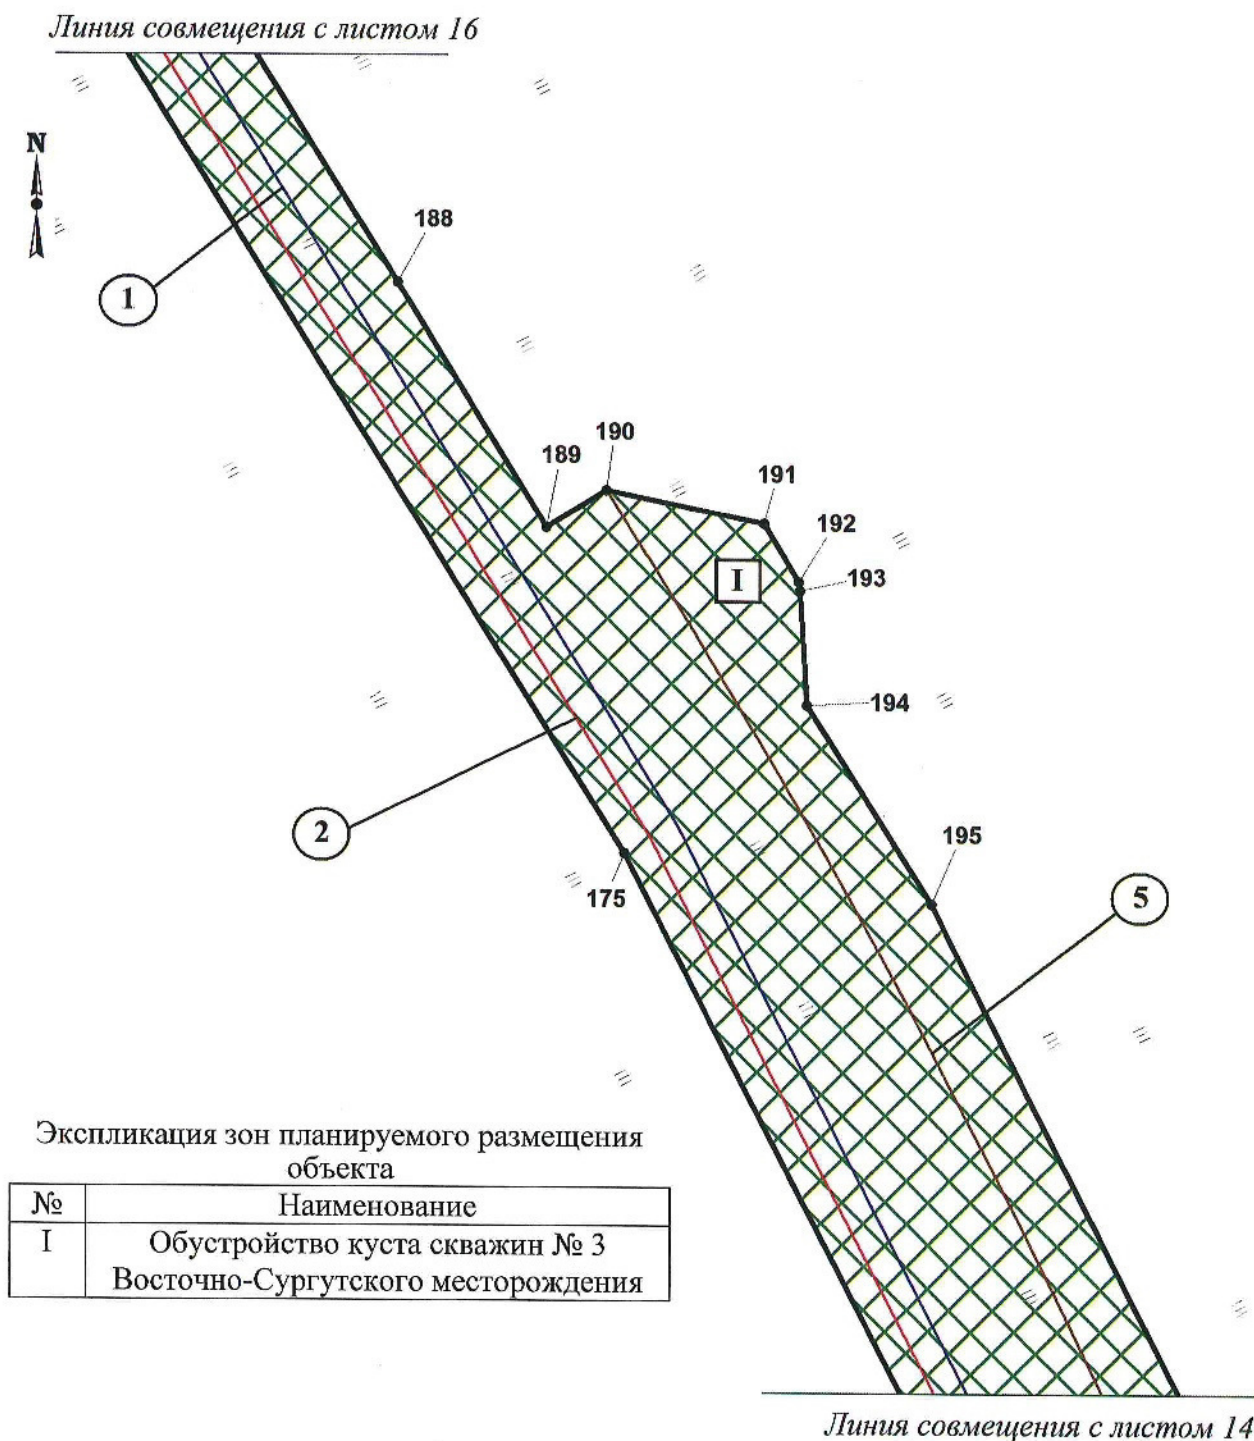 Линия совмещения с листом 16
N
188
1
190
189
191
192
193
I
194
2
195
175
5
Экспликация зон планируемого размещения
объекта
№ Наименование
I Обустройство куста скважин № 3
Восточно-Сургутского месторождения
Линия совмещения с листом 14